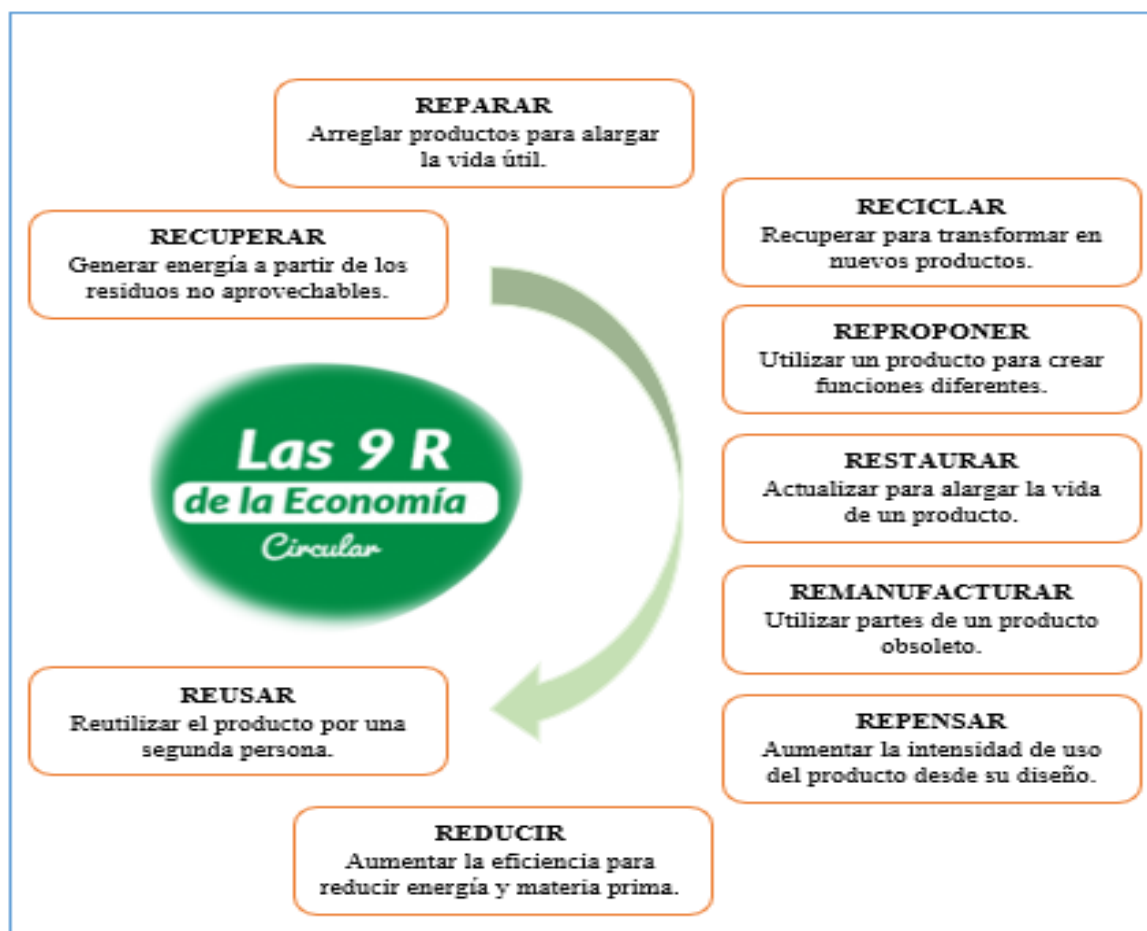 REPARAR
Arreglar productos para alargar
la vida útil.
RECICLAR
Recuperar para transformar en
nuevos productos.
RECUPERAR
Generar energía a partir de los
residuos no aprovechables.
REPROPONER
Utilizar un producto para crear
funciones diferentes.
Las 9 R
de la Economía
Circular
RESTAURAR
Actualizar para alargar la vida
de un producto.
REMANUFACTURAR
Utilizar partes de un producto
obsoleto.
REUSAR
Reutilizar el producto por una
segunda persona.
REPENSAR
Aumentar la intensidad de uso
del producto desde su diseño.
REDUCIR
Aumentar la eficiencia para
reducir energía y materia prima.